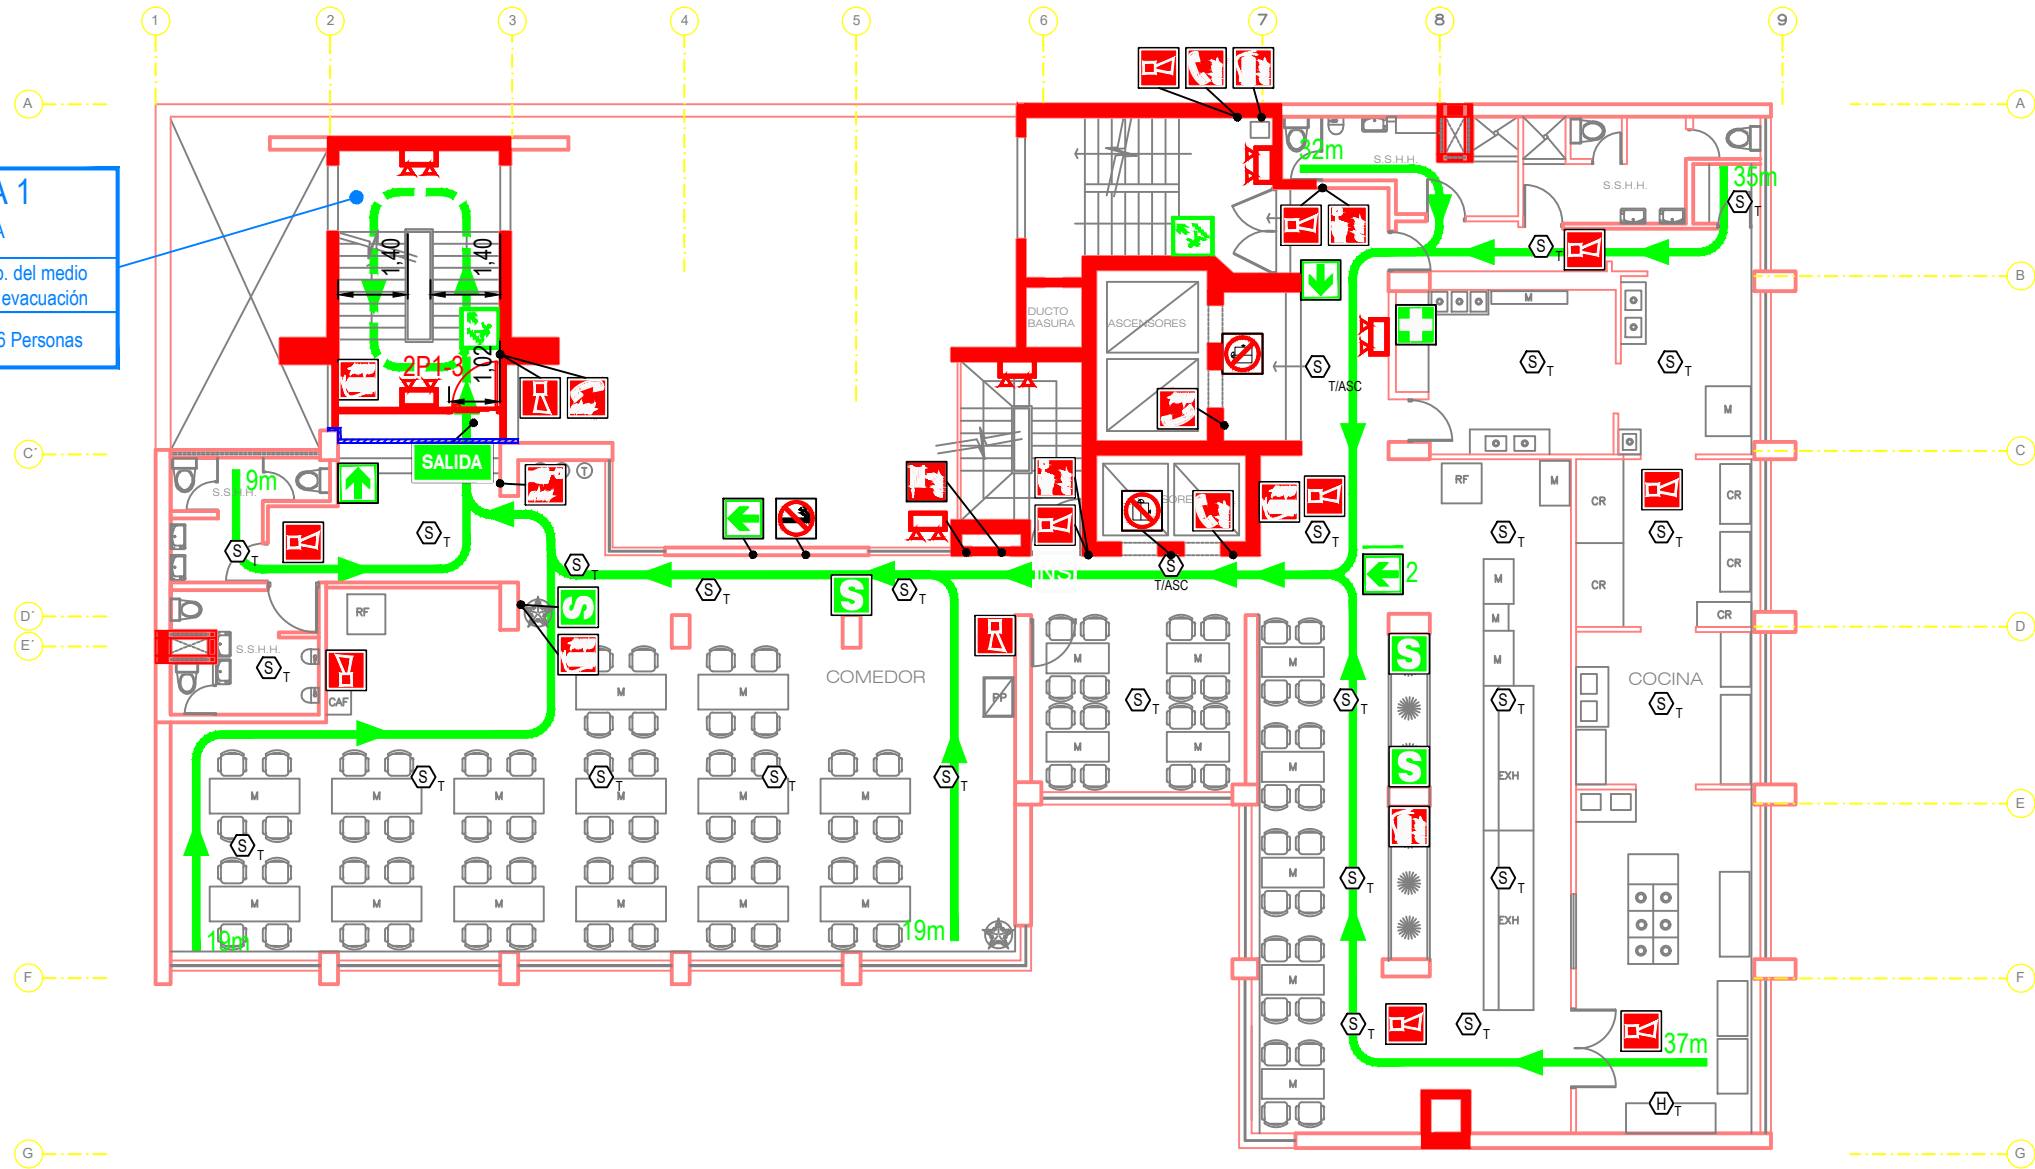 1 2 3 4 5 6 7 8 9
A A
32m
S.S.H.H.
S.S.H.H.
35m
S T
A 1
A
o. del medio
evacuación
6 Personas
1,40 1,40
S T
B
DUCTO
BASURA
ASCENSORES
M
2P1-3
1,02
S T/ASC
S T
S T
M
C´
SALIDA
T
C
9m
S.S.H.H.
RF
M
CR
CR
S T
S T
S T
S T
S T
S T
S T/ASC
CR
CR
2
S T
S T
M
D´
RF
S
S
M
CR
D
E´
S.S.H.H.
S T
CAF
COMEDOR
PP
M
M
M
M
S
M
COCINA
M
M
S T
S T
S T
S T
M
M
M
S
EXH
M
M
M
M
M
M
S T
S T
S T
S T
S T
E
M
S T
S T
EXH
M
M
M
M
M
M
19m
19m
F F
M
S T
S T
37m
M
H T
G G